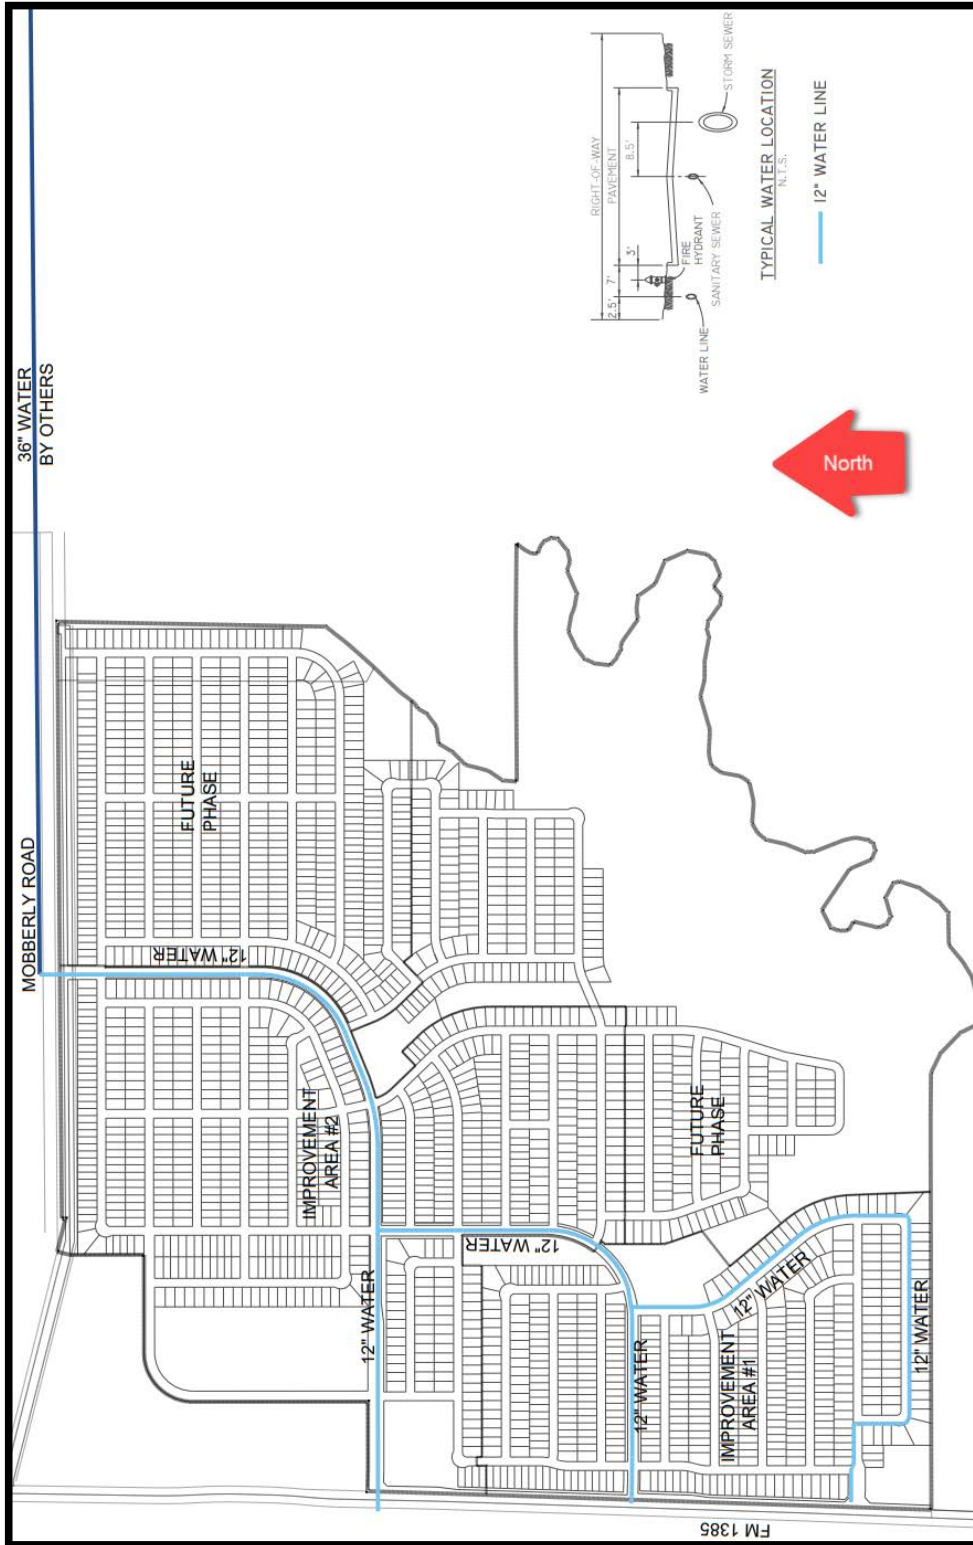 36" WATER
BY OTHERS
MOBBERLY ROAD
FUTURE
PHASE
12" WATER
IMPROVEMENT
AREA #2
12" WATER
12" WATER
FUTURE
PHASE
12" WATER
12" WATER
IMPROVEMENT
AREA #1
12" WATER
FM 1385
North
RIGHT-OF-WAY
PAVEMENT
2.5'
7'
3'
8.5'
FIRE
HYDRANT
WATER LINE
SANITARY SEWER
STORM SEWER
TYPICAL WATER LOCATION
N.T.S.
12" WATER LINE